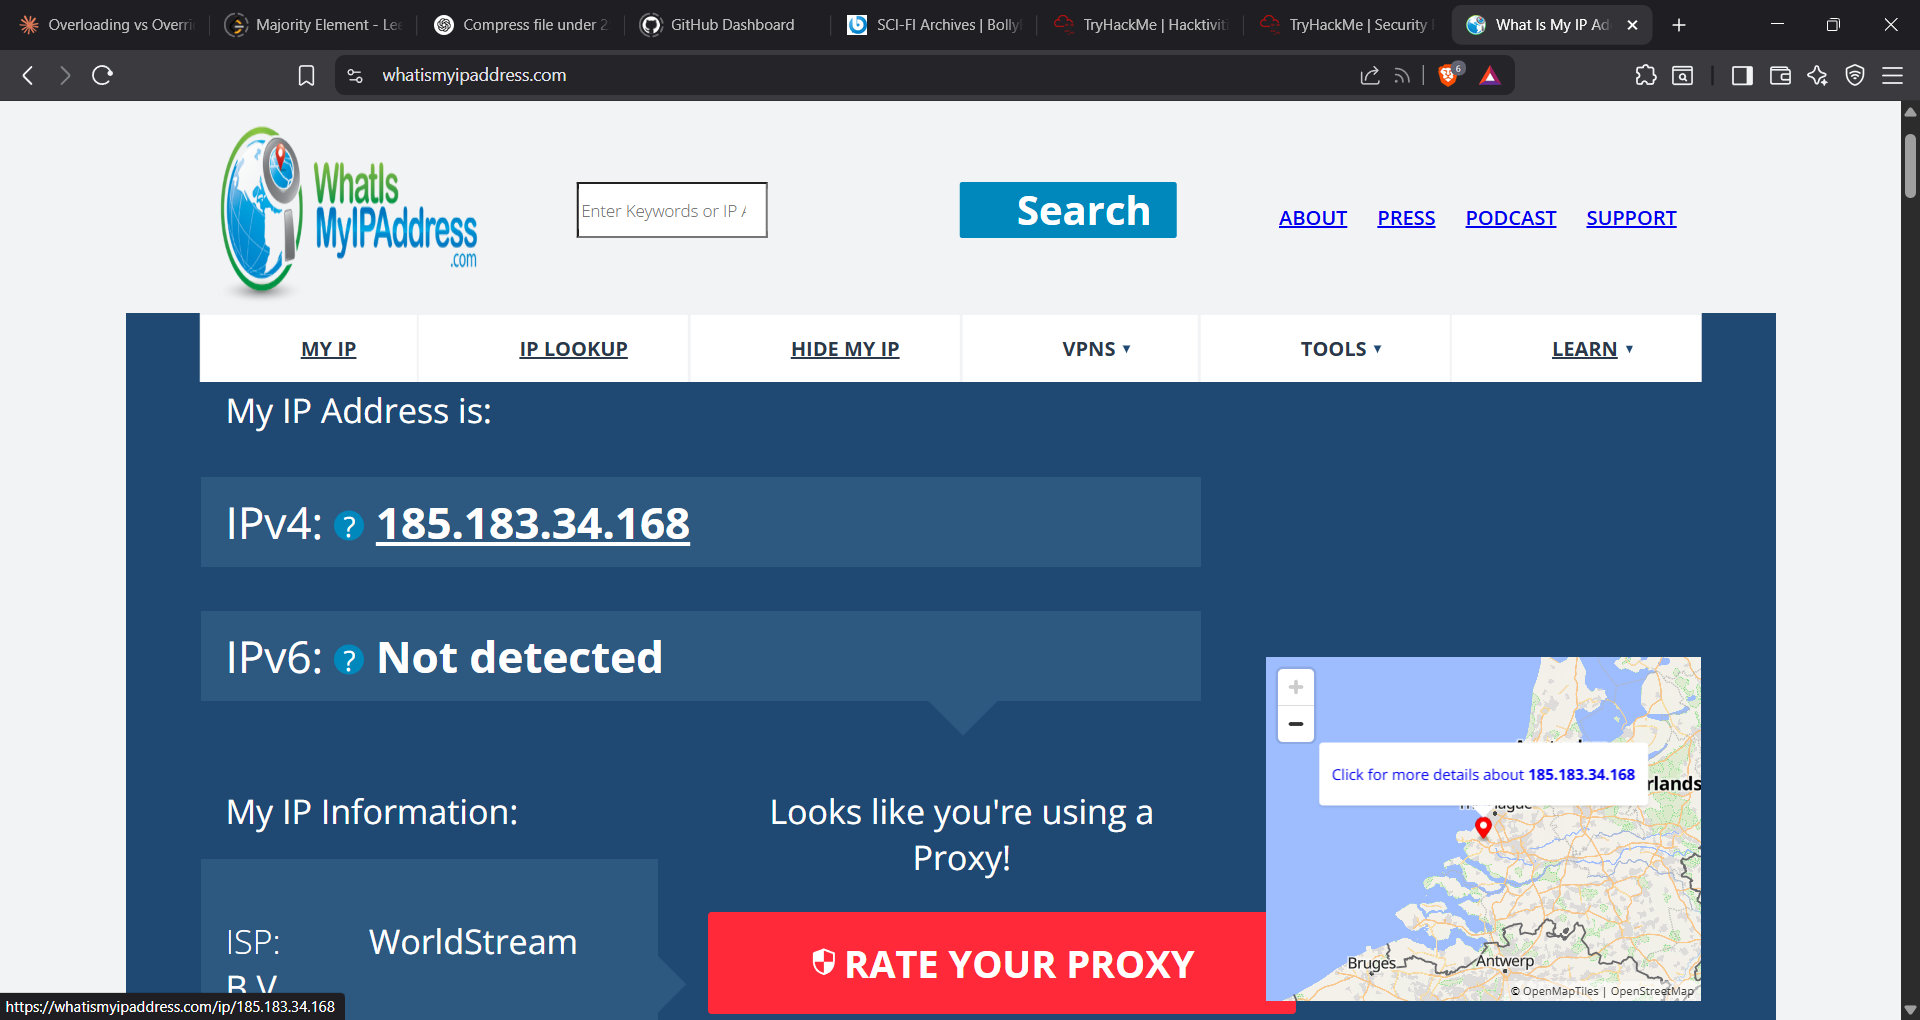 Overloading vs Overri
Majority Element - Le
Compress file under 2
GitHub Dashboard
SCI-FI Archives | Bolly
TryHackMe | Hacktivit
TryHackMe | Security
What Is My IP Ad
whatismyipaddress.com
6
WhatIs
MyIPAddress
.com
Enter Keywords or IP A
Search
ABOUT
PRESS
PODCAST
SUPPORT
MY IP
IP LOOKUP
HIDE MY IP
VPNS
TOOLS
LEARN
My IP Address is:
IPv4: ? 185.183.34.168
IPv6: ? Not detected
My IP Information:
ISP: WorldStream
B.V.
Looks like you're using a
Proxy!
RATE YOUR PROXY
Click for more details about 185.183.34.168
rlands
Bruges
Antwerp
© OpenMapTiles | OpenStreetMap
https://whatismyipaddress.com/ip/185.183.34.168